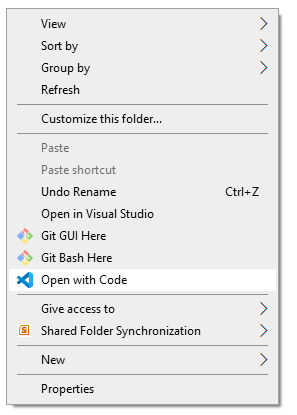 View
Sort by
Group by
Refresh
Customize this folder...
Paste
Paste shortcut
Undo Rename Ctrl+Z
Open in Visual Studio
Git GUI Here
Git Bash Here
Open with Code
Give access to
S Shared Folder Synchronization
New
Properties